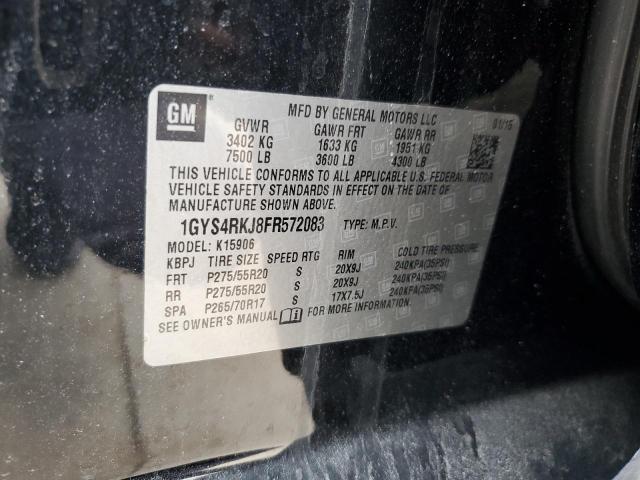 GM
MFD BY GENERAL MOTORS LLC
01/15
GVWR GAWR FRT GAWR RR
3402 KG 1633 KG 1951 KG
7500 LB 3600 LB 4300 LB
THIS VEHICLE CONFORMS TO ALL APPLICABLE U.S. FEDERAL MOTOR
VEHICLE SAFETY STANDARDS IN EFFECT ON THE DATE OF
MANUFACTURE SHOWN ABOVE.
1GYS4RKJ8FR572083 TYPE: M.P.V.
MODEL: K15906
KBPJ TIRE SIZE SPEED RTG RIM COLD TIRE PRESSURE
FRT P275/55R20 S 20X9J 240KPA(35PSI)
RR P275/55R20 S 20X9J 240KPA(35PSI)
SPA P265/70R17 S 17X7.5J 240KPA(35PSI)
SEE OWNER'S MANUAL